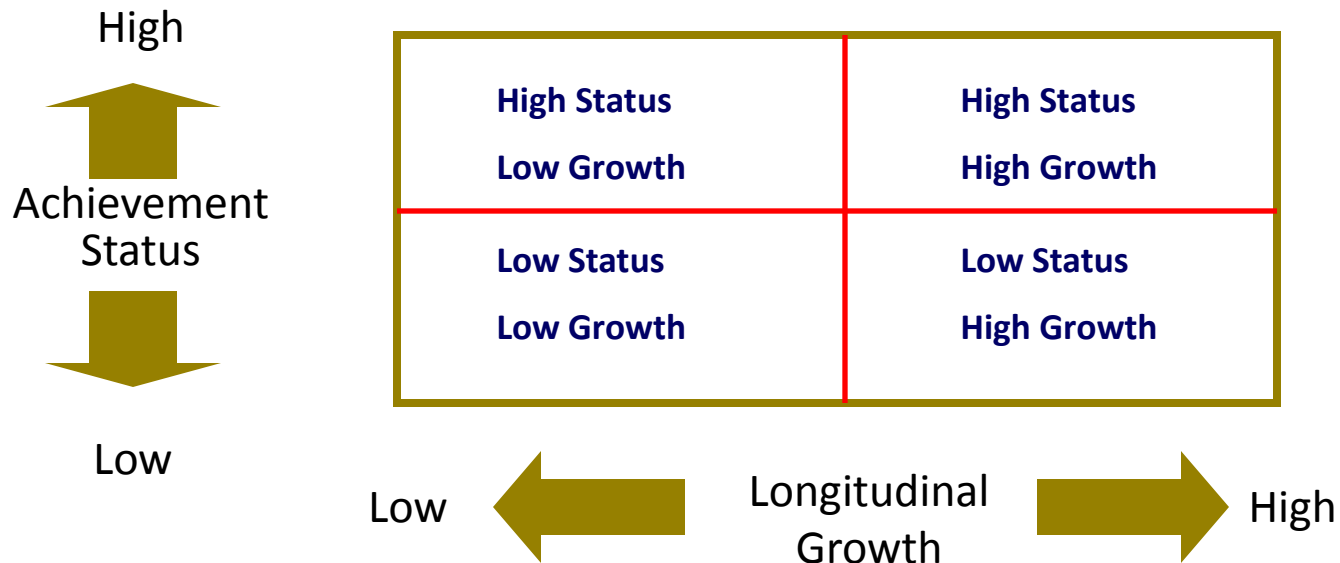 High
Achievement
Status
Low
High Status
Low Growth
High Status
High Growth
Low Status
Low Growth
Low Status
High Growth
Low
Longitudinal
Growth
High